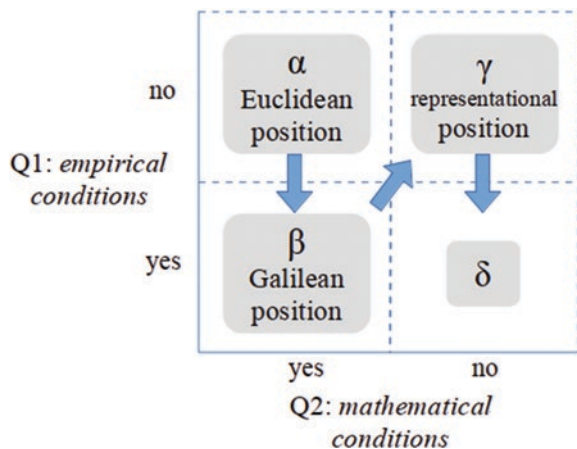 α
Euclidean
position
γ
representational
position
no
Q1: empirical
conditions
yes
β
Galilean
position
δ
yes
no
Q2: mathematical
conditions